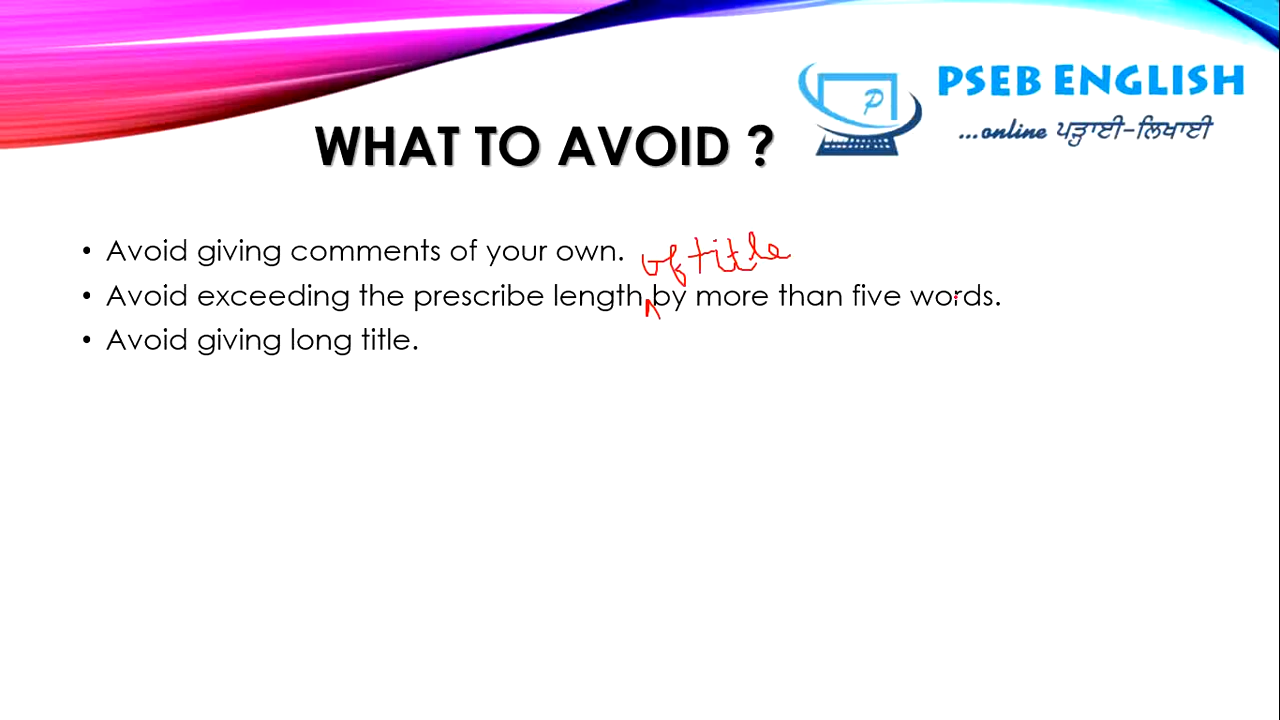 PSEB ENGLISH
...online ਪੜ੍ਹਾਈ-ਲਿਖਾਈ
P
WHAT TO AVOID ?
• Avoid giving comments of your own.
of title
• Avoid exceeding the prescribe length ^ by more than five words.
• Avoid giving long title.